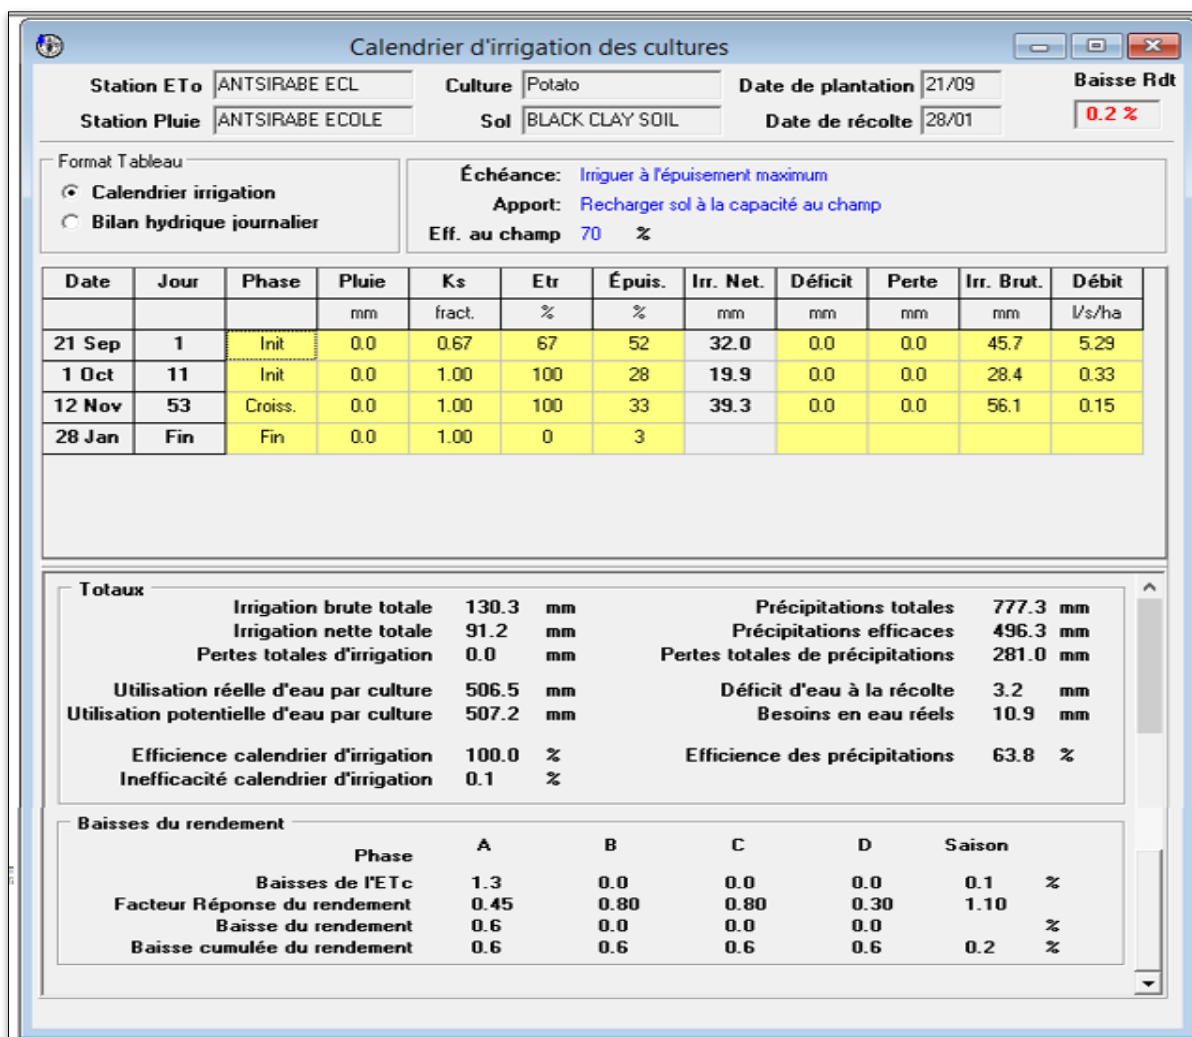 Calendrier d'irrigation des cultures
Station ETo ANTSIRABE ECL Culture Potato Date de plantation 21/09 Baisse Rdt
Station Pluie ANTSIRABE ECOLE Sol BLACK CLAY SOIL Date de récolte 28/01 0.2 %
Format Tableau
Calendrier irrigation
Bilan hydrique journalier
Échéance: Irriguer à l'épuisement maximum
Apport: Recharger sol à la capacité au champ
Eff. au champ 70 %
Date Jour Phase Pluie Ks Etr Épuis. Irr. Net. Déficit Perte Irr. Brut. Débit
mm fract. % % mm mm mm mm l/s/ha
21 Sep 1 Init 0.0 0.67 67 52 32.0 0.0 0.0 45.7 5.29
1 Oct 11 Init 0.0 1.00 100 28 19.9 0.0 0.0 28.4 0.33
12 Nov 53 Croiss. 0.0 1.00 100 33 39.3 0.0 0.0 56.1 0.15
28 Jan Fin Fin 0.0 1.00 0 3
Totaux
Irrigation brute totale 130.3 mm Précipitations totales 777.3 mm
Irrigation nette totale 91.2 mm Précipitations efficaces 496.3 mm
Pertes totales d'irrigation 0.0 mm Pertes totales de précipitations 281.0 mm
Utilisation réelle d'eau par culture 506.5 mm Déficit d'eau à la récolte 3.2 mm
Utilisation potentielle d'eau par culture 507.2 mm Besoins en eau réels 10.9 mm
Efficience calendrier d'irrigation 100.0 % Efficience des précipitations 63.8 %
Inefficacité calendrier d'irrigation 0.1 %
Baisses du rendement
Phase A B C D Saison
Baisses de l'ETc 1.3 0.0 0.0 0.0 0.1 %
Facteur Réponse du rendement 0.45 0.80 0.80 0.30 1.10
Baisse du rendement 0.6 0.0 0.0 0.0 %
Baisse cumulée du rendement 0.6 0.6 0.6 0.6 0.2 %